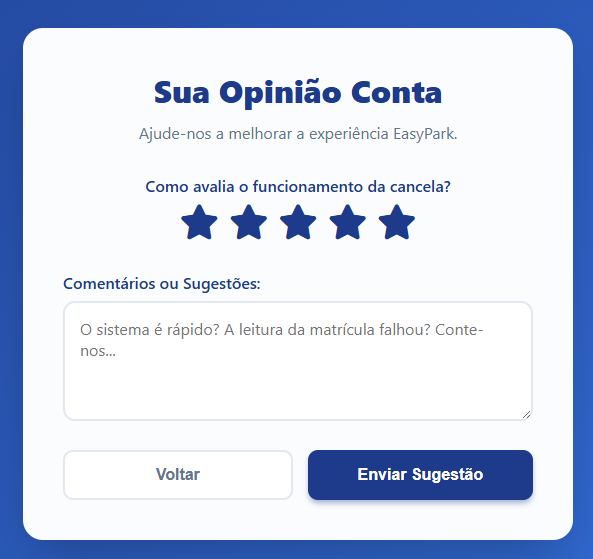 Sua Opinião Conta
Ajude-nos a melhorar a experiência EasyPark.
Como avalia o funcionamento da cancela?
Comentários ou Sugestões:
O sistema é rápido? A leitura da matrícula falhou? Conte-
nos...
Voltar
Enviar Sugestão